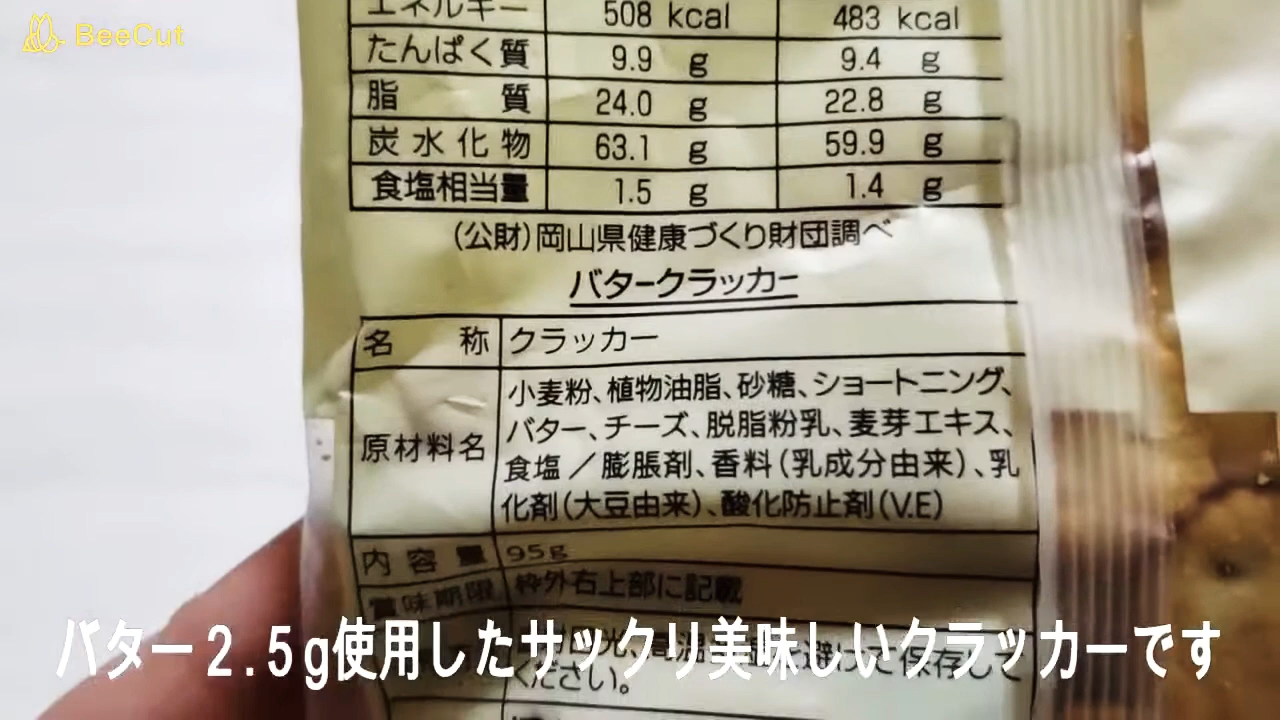 BeeCut
エネルギー 508 kcal 483 kcal
たんぱく質 9.9 g 9.4 g
脂質 24.0 g 22.8 g
炭水化物 63.1 g 59.9 g
食塩相当量 1.5 g 1.4 g
(公財)岡山県健康づくり財団調べ
バタークラッカー
名称 クラッカー
原材料名 小麦粉、植物油脂、砂糖、ショートニング、
バター、チーズ、脱脂粉乳、麦芽エキス、
食塩/膨脹剤、香料(乳成分由来)、乳
化剤(大豆由来)、酸化防止剤(V.E)
内容量 95g
賞味期限 枠外右上部に記載
避けて保存して
ください。
バター2.5g使用したサックリ美味しいクラッカーです